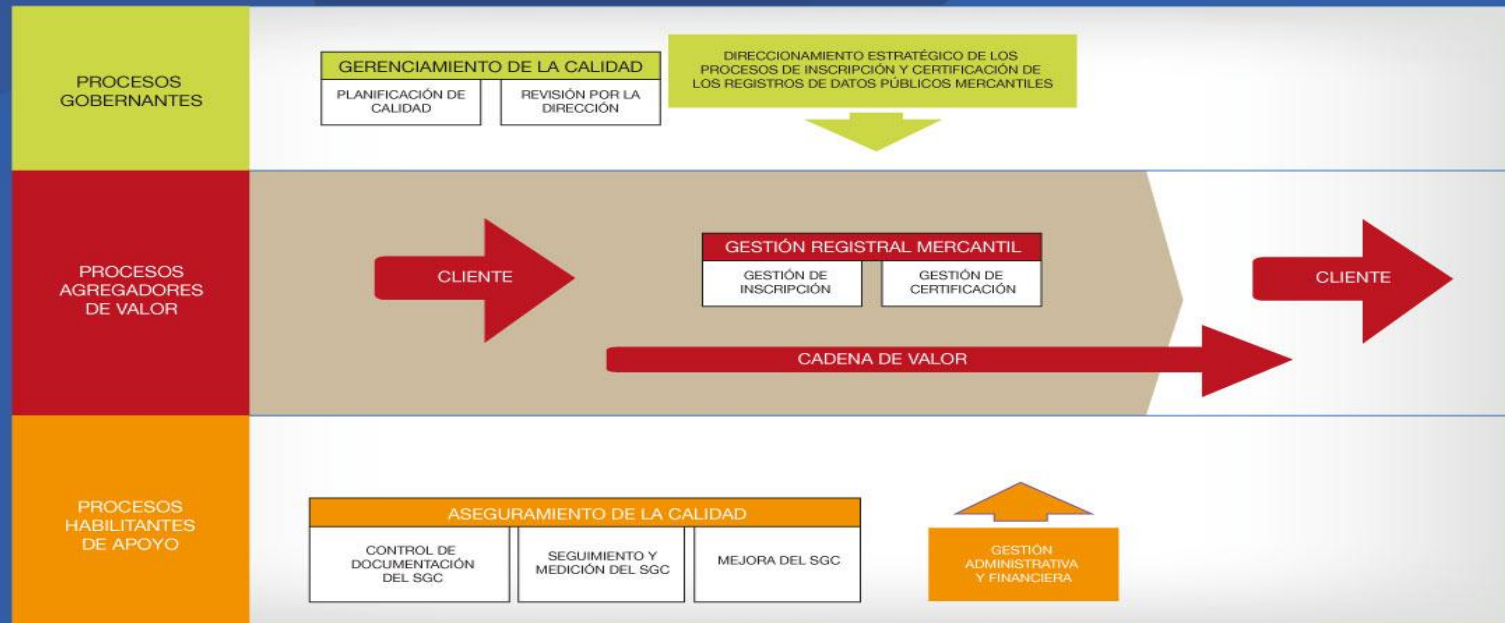 PROCESOS
GOBERNANTES
GERENCIAMIENTO DE LA CALIDAD
PLANIFICACIÓN DE
CALIDAD
REVISIÓN POR LA
DIRECCIÓN
DIRECCIONAMIENTO ESTRATÉGICO DE LOS
PROCESOS DE INSCRIPCIÓN Y CERTIFICACIÓN DE
LOS REGISTROS DE DATOS PÚBLICOS MERCANTILES
PROCESOS
AGREGADORES
DE VALOR
CLIENTE
GESTIÓN REGISTRAL MERCANTIL
GESTIÓN DE
INSCRIPCIÓN
GESTIÓN DE
CERTIFICACIÓN
CLIENTE
CADENA DE VALOR
PROCESOS
HABILITANTES
DE APOYO
ASEGURAMIENTO DE LA CALIDAD
CONTROL DE
DOCUMENTACIÓN
DEL SGC
SEGUIMIENTO Y
MEDICIÓN DEL SGC
MEJORA DEL SGC
GESTIÓN
ADMINISTRATIVA
Y FINANCIERA